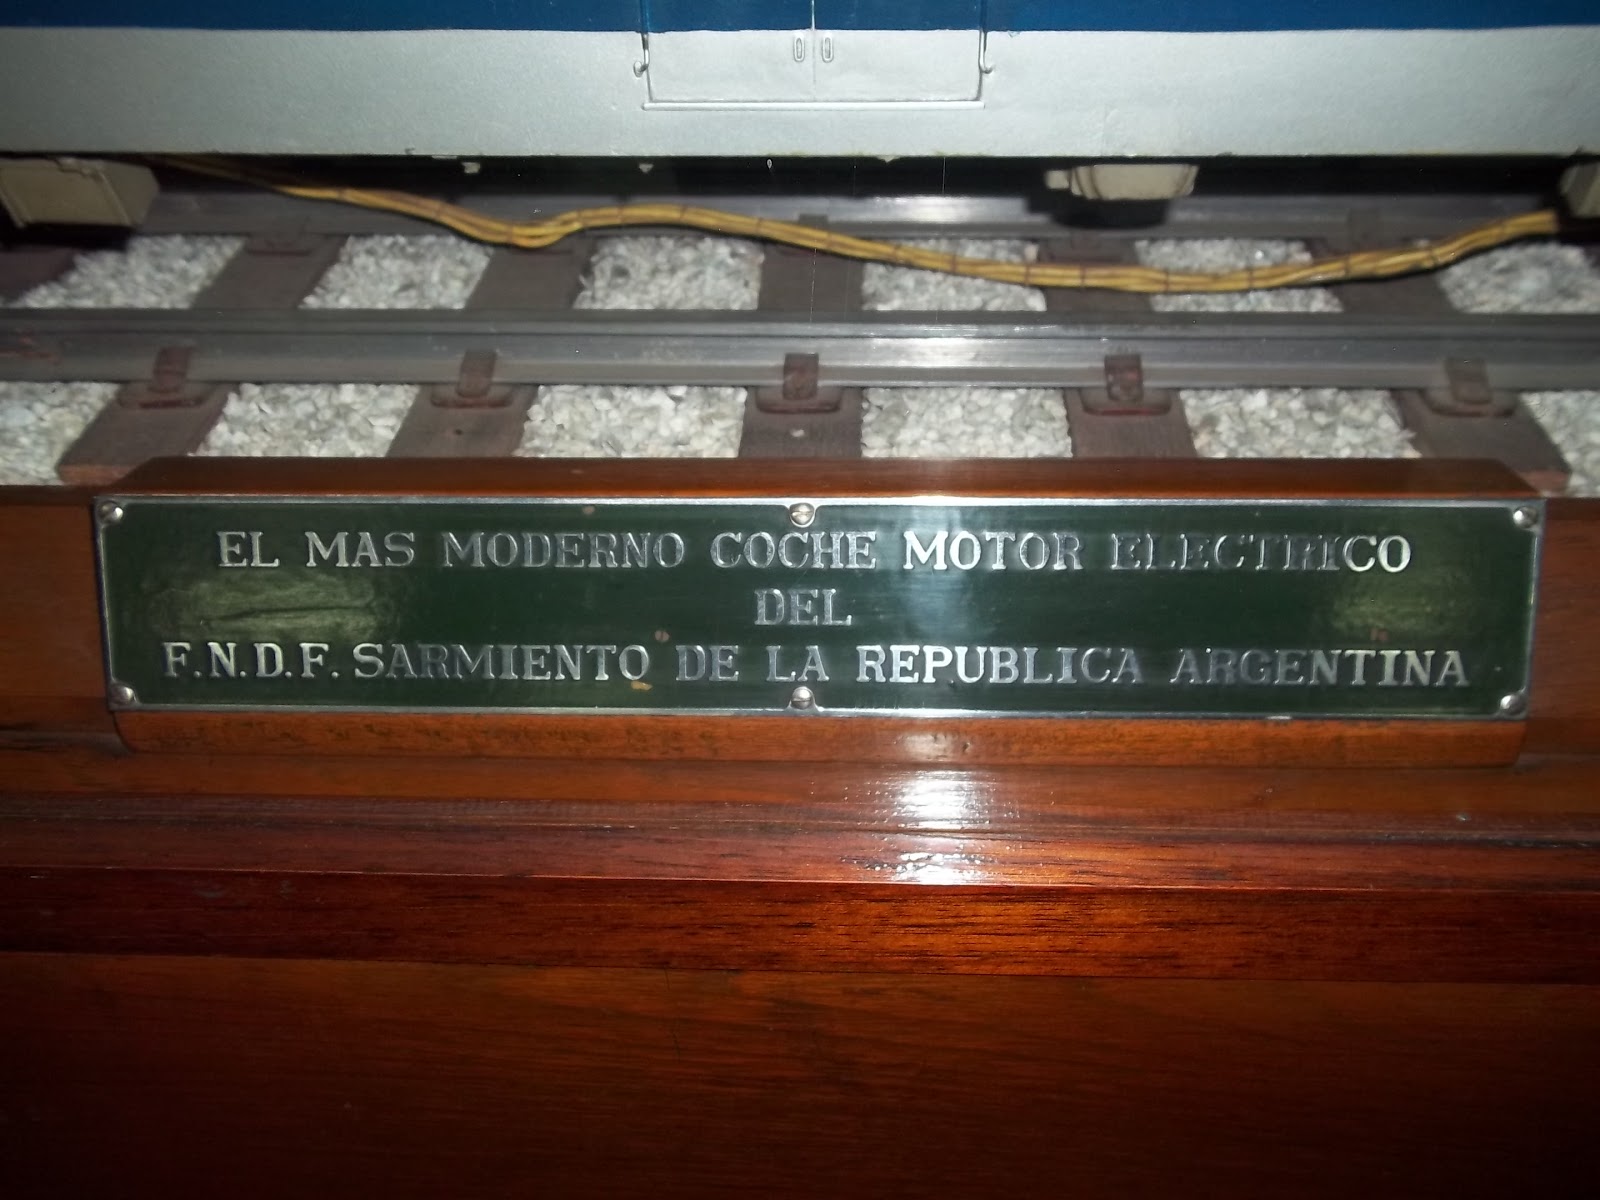 EL MAS MODERNO COCHE MOTOR ELECTRICO
DEL
F.N.D.F. SARMIENTO DE LA REPUBLICA ARGENTINA